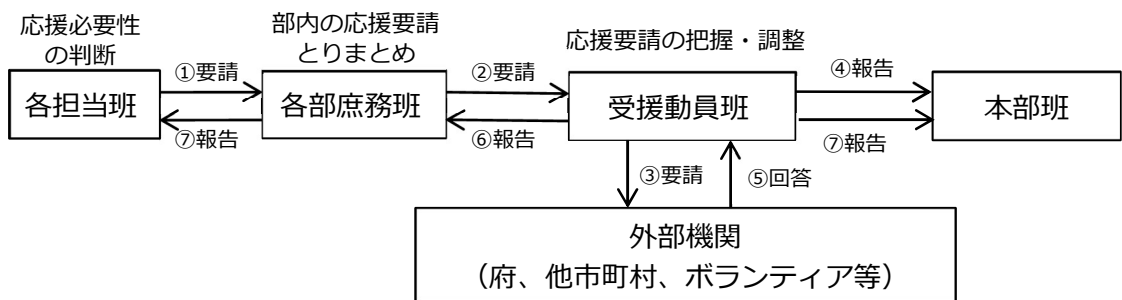 応援必要性
の判断
部内の応援要請
とりまとめ
応援要請の把握・調整
各担当班
①要請
⑦報告
各部庶務班
②要請
⑥報告
受援動員班
④報告
⑦報告
本部班
③要請
⑤回答
外部機関
（府、他市町村、ボランティア等）